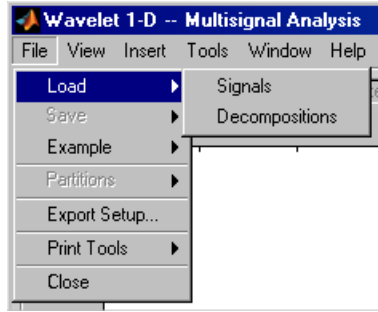 Wavelet 1-D -- Multisignal Analysis
File View Insert Tools Window Help
Load
Signals
Save
Decompositions
Example
Partitions
Export Setup...
Print Tools
Close